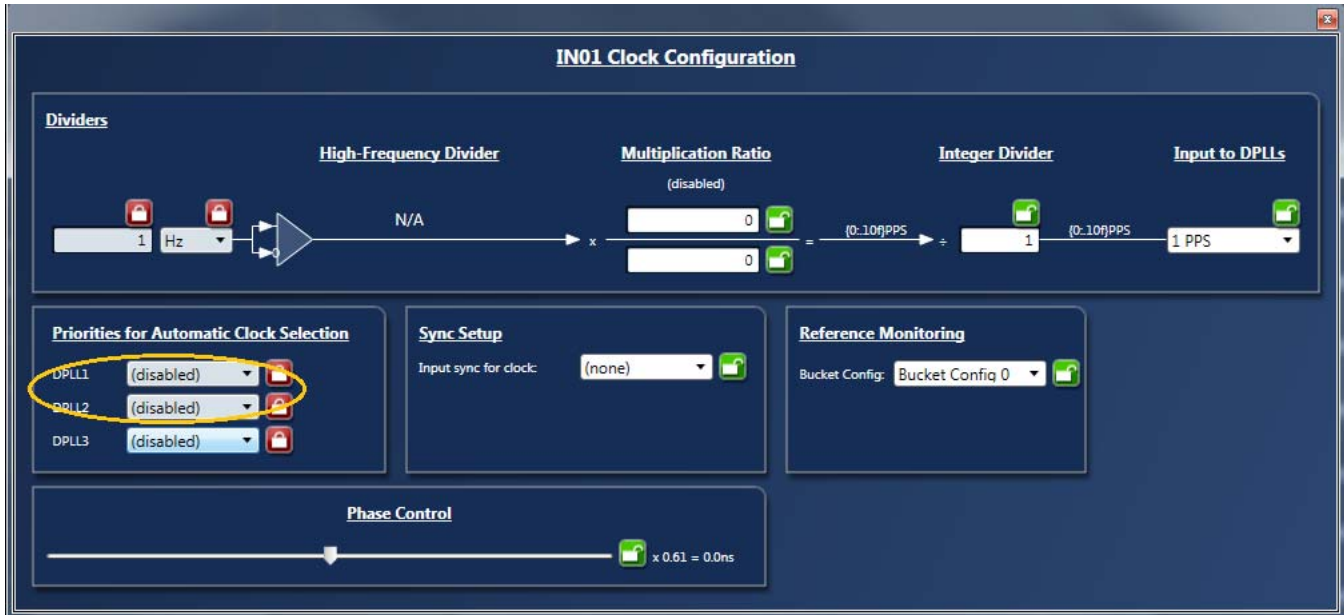 IN01 Clock Configuration
Dividers
High-Frequency Divider
Multiplication Ratio
Integer Divider
Input to DPLLs
(disabled)
N/A
1 Hz
x
0
0
=
{0:.10f}PPS
÷
1
{0:.10f}PPS
1 PPS
Priorities for Automatic Clock Selection
DPLL1 (disabled)
DPLL2 (disabled)
DPLL3 (disabled)
Sync Setup
Input sync for clock: (none)
Reference Monitoring
Bucket Config: Bucket Config 0
Phase Control
x 0.61 = 0.0ns